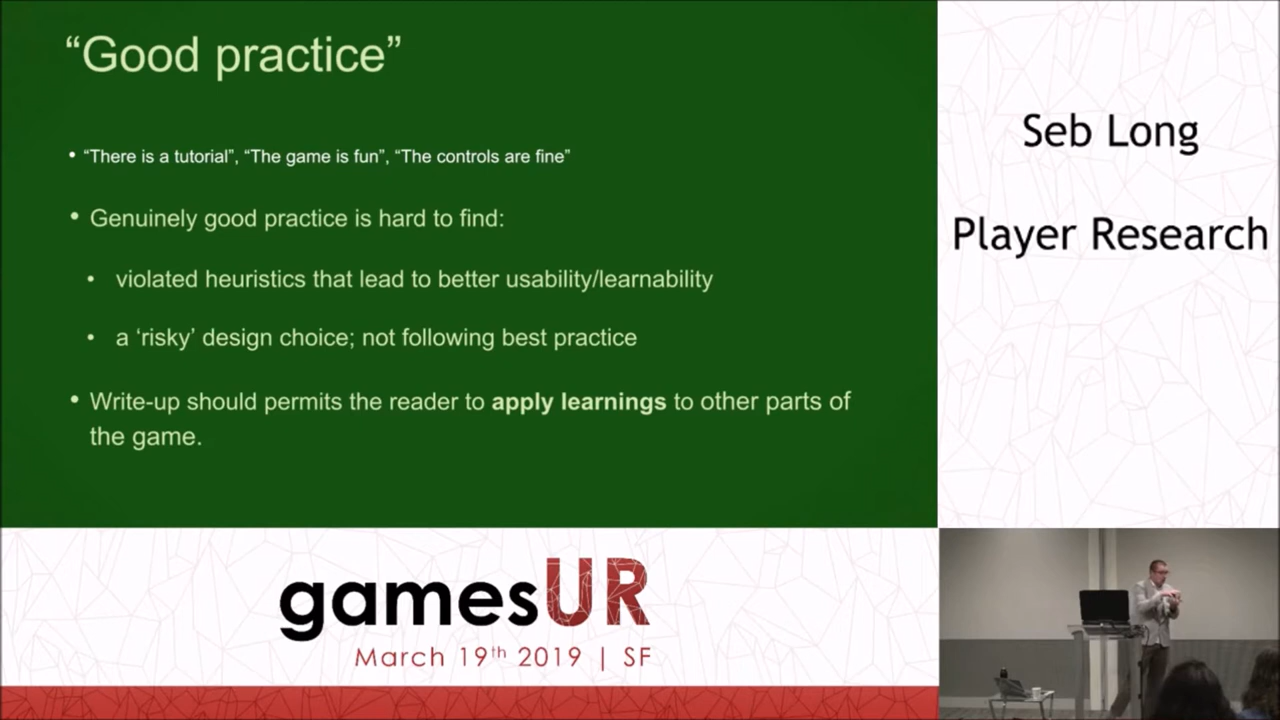 “Good practice”
• “There is a tutorial”, “The game is fun”, “The controls are fine”
• Genuinely good practice is hard to find:
• violated heuristics that lead to better usability/learnability
• a ‘risky’ design choice; not following best practice
• Write-up should permits the reader to apply learnings to other parts of
the game.
Seb Long
Player Research
gamesUR
March 19th 2019 | SF